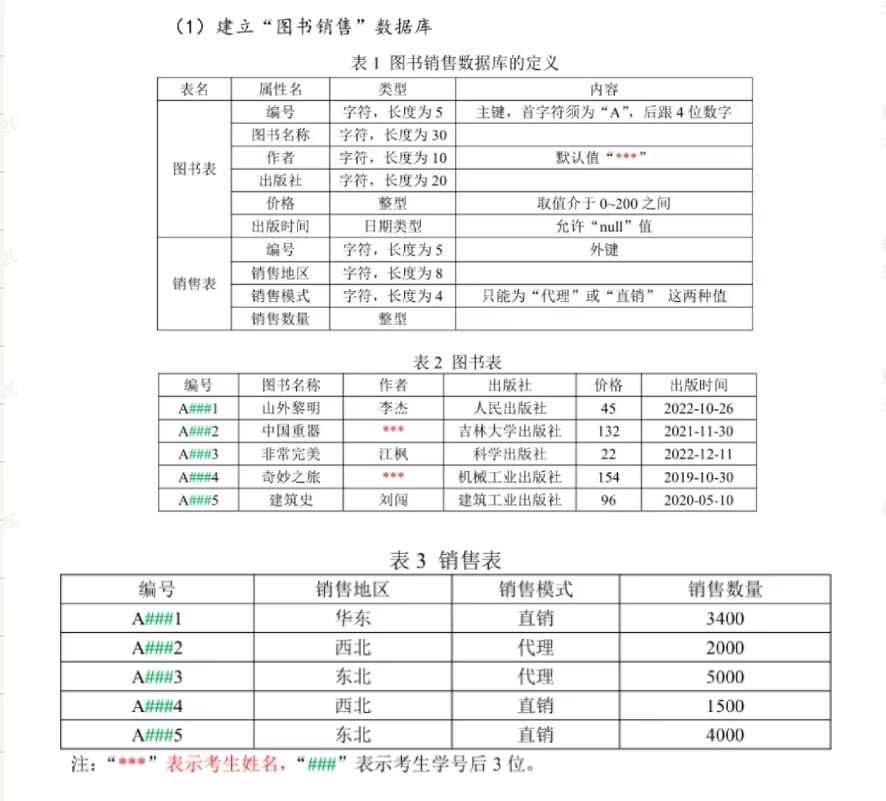 （1）建立“图书销售”数据库
表 1 图书销售数据库的定义
表名 属性名 类型 内容
图书表 编号 字符，长度为 5 主键，首字符须为“A”，后跟 4 位数字
图书名称 字符，长度为 30
作者 字符，长度为 10 默认值“***”
出版社 字符，长度为 20
价格 整型 取值介于 0~200 之间
出版时间 日期类型 允许“null”值
销售表 编号 字符，长度为 5 外键
销售地区 字符，长度为 8
销售模式 字符，长度为 4 只能为“代理”或“直销” 这两种值
销售数量 整型
表 2 图书表
编号 图书名称 作者 出版社 价格 出版时间
A###1 山外黎明 李杰 人民出版社 45 2022-10-26
A###2 中国重器 *** 吉林大学出版社 132 2021-11-30
A###3 非常完美 江枫 科学出版社 22 2022-12-11
A###4 奇妙之旅 *** 机械工业出版社 154 2019-10-30
A###5 建筑史 刘闯 建筑工业出版社 96 2020-05-10
表 3 销售表
编号 销售地区 销售模式 销售数量
A###1 华东 直销 3400
A###2 西北 代理 2000
A###3 东北 代理 5000
A###4 西北 直销 1500
A###5 东北 直销 4000
注：“***”表示考生姓名，“###”表示考生学号后 3 位。